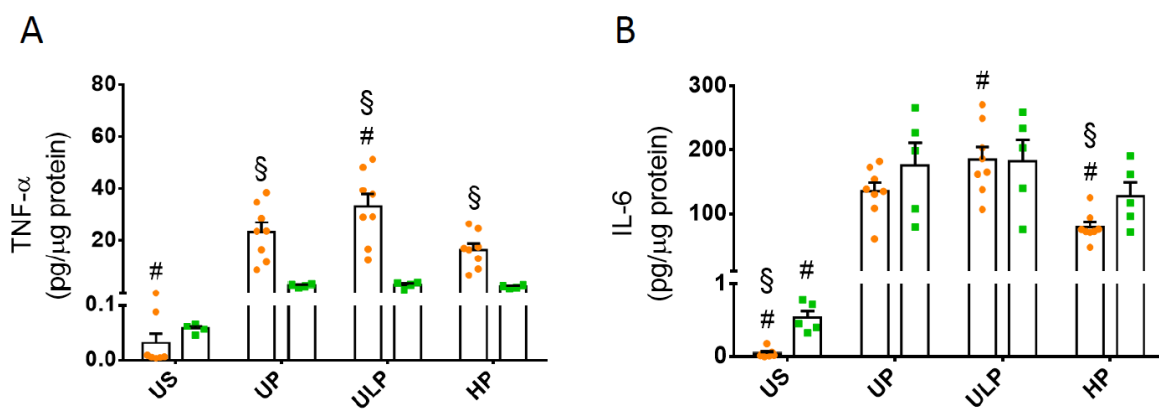 A
TNF-α
(pg/μg protein)
80
60
40
20
0.1
0.0
#
§
§
#
§
US
UP
ULP
HP
B
IL-6
(pg/μg protein)
300
200
100
1
0
§
#
#
#
§
#
US
UP
ULP
HP